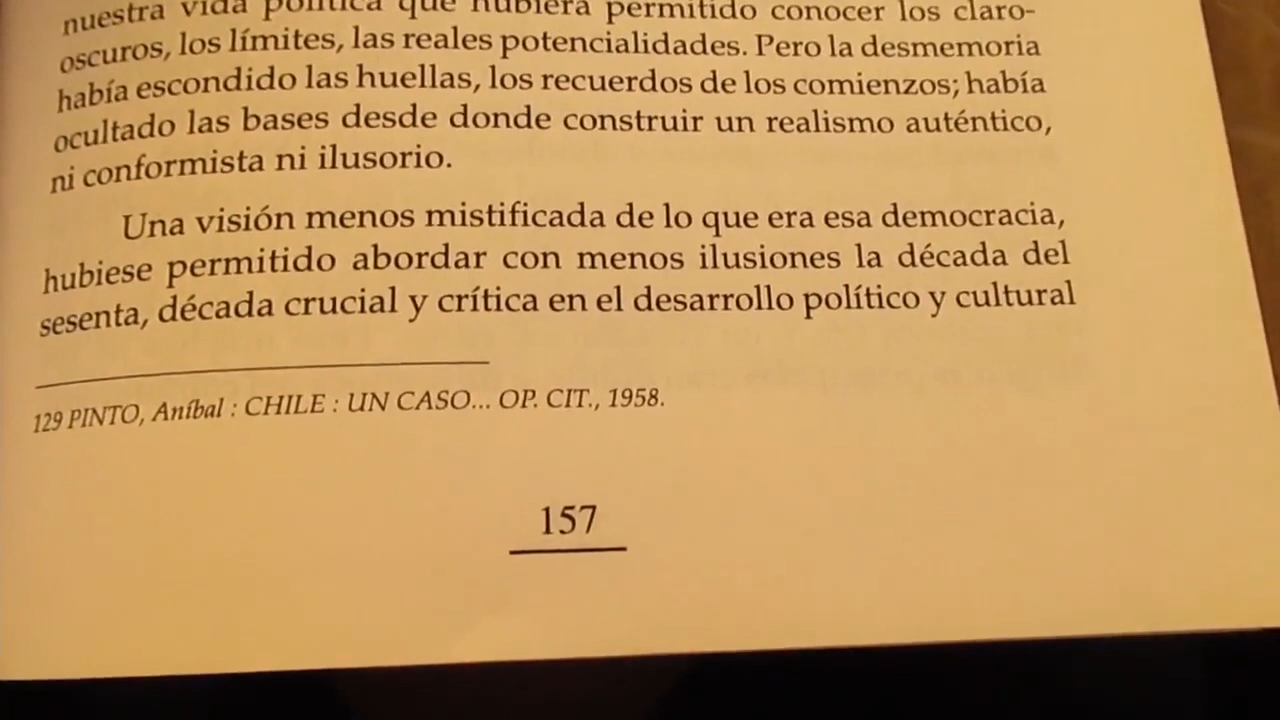 nuestra vida política que hubiera permitido conocer los claro-
oscuros, los límites, las reales potencialidades. Pero la desmemoria
había escondido las huellas, los recuerdos de los comienzos; había
ocultado las bases desde donde construir un realismo auténtico,
ni conformista ni ilusorio.
Una visión menos mistificada de lo que era esa democracia,
hubiese permitido abordar con menos ilusiones la década del
sesenta, década crucial y crítica en el desarrollo político y cultural
129 PINTO, Aníbal : CHILE : UN CASO... OP. CIT., 1958.
157